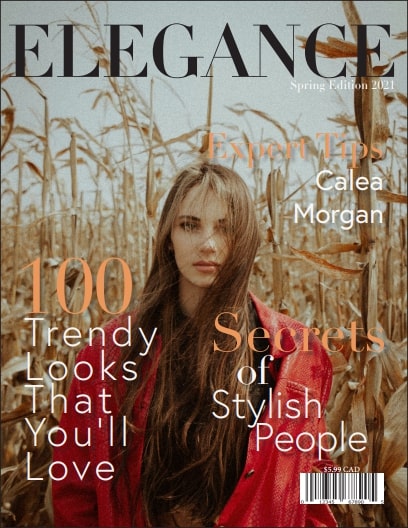 ELEGANCE
Spring Edition 2021
Expert Tips
Calea
Morgan
100
Trendy
Looks
That
You'll
Love
Secrets
of
Stylish
People
$5.99 CAD